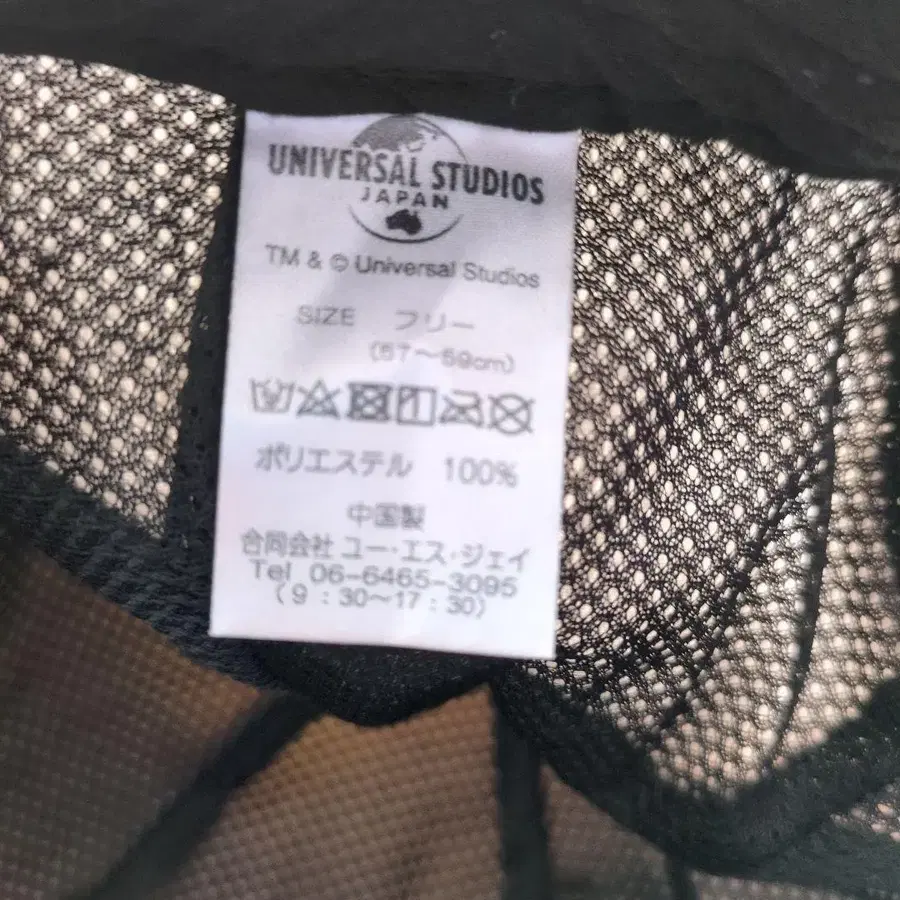 UNIVERSAL STUDIOS
JAPAN
TM & © Universal Studios
SIZE フリー
(57～59cm)
ポリエステル 100%
中国製
合同会社 ユー・エス・ジェイ
Tel 06-6465-3095
(9:30～17:30)